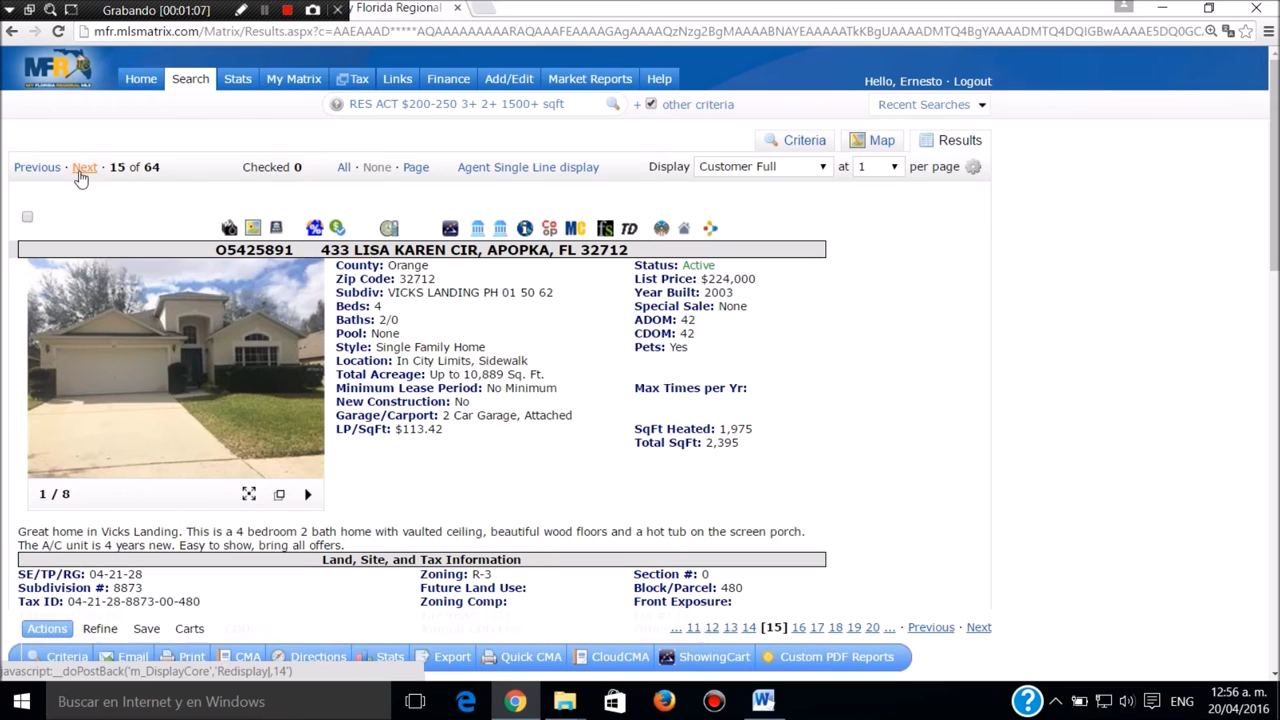 Grabando 00:01:07
y Florida Regional
mfr.mlsmatrix.com/Matrix/Results.aspx?c=
MFR
Home Search Stats My Matrix Tax Links Finance Add/Edit Market Reports Help
Hello, Ernesto · Logout
RES ACT $200-250 3+ 2+ 1500+ sqft + other criteria Recent Searches
Criteria Map Results
Previous · Next · 15 of 64 Checked 0 All · None · Page Agent Single Line display Display Customer Full at 1 per page
O5425891 433 LISA KAREN CIR, APOPKA, FL 32712
County: Orange Status: Active
Zip Code: 32712 List Price: $224,000
Subdiv: VICKS LANDING PH 01 50 62 Year Built: 2003
Beds: 4 Special Sale: None
Baths: 2/0 ADOM: 42
Pool: None CDOM: 42
Style: Single Family Home Pets: Yes
Location: In City Limits, Sidewalk
Total Acreage: Up to 10,889 Sq. Ft.
Minimum Lease Period: No Minimum Max Times per Yr:
New Construction: No
Garage/Carport: 2 Car Garage, Attached
LP/SqFt: $113.42 SqFt Heated: 1,975
Total SqFt: 2,395
1 / 8
Great home in Vicks Landing. This is a 4 bedroom 2 bath home with vaulted ceiling, beautiful wood floors and a hot tub on the screen porch.
The A/C unit is 4 years new. Easy to show, bring all offers.
Land, Site, and Tax Information
SE/TP/RG: 04-21-28 Zoning: R-3 Section #: 0
Subdivision #: 8873 Future Land Use: Block/Parcel: 480
Tax ID: 04-21-28-8873-00-480 Zoning Comp: Front Exposure:
Actions Refine Save Carts ... 11 12 13 14 [15] 16 17 18 19 20 ... Previous · Next
Criteria Email Print CMA Directions Stats Export Quick CMA CloudCMA ShowingCart Custom PDF Reports
javascript:__doPostBack('m_DisplayCore','Redisplay|,14')
Buscar en Internet y en Windows
ENG
12:56 a. m.
20/04/2016